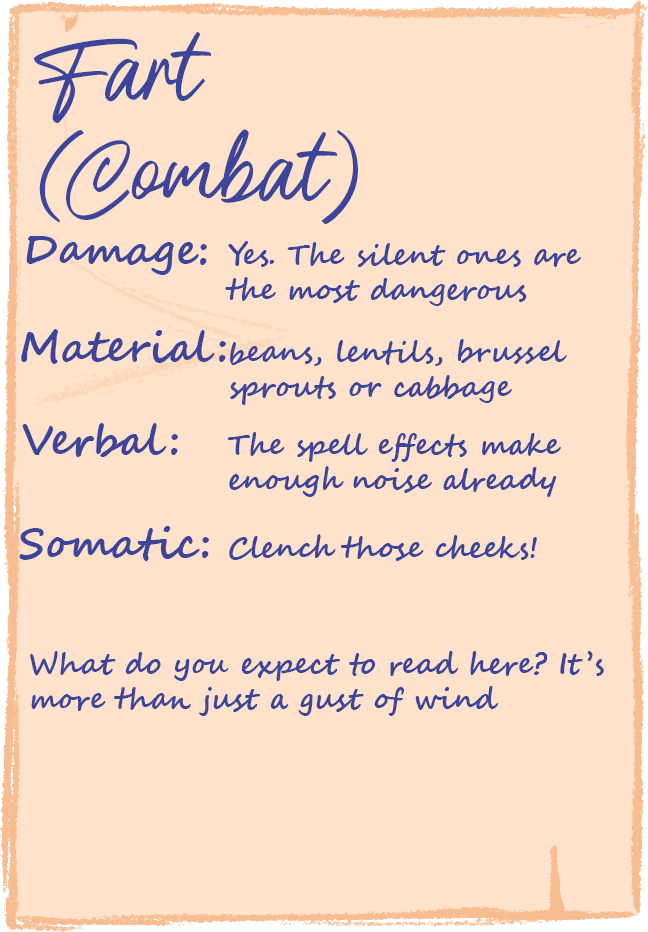 Fart
(Combat)
Damage: Yes. The silent ones are
the most dangerous
Material: beans, lentils, brussel
sprouts or cabbage
Verbal: The spell effects make
enough noise already
Somatic: Clench those cheeks!
What do you expect to read here? It's
more than just a gust of wind